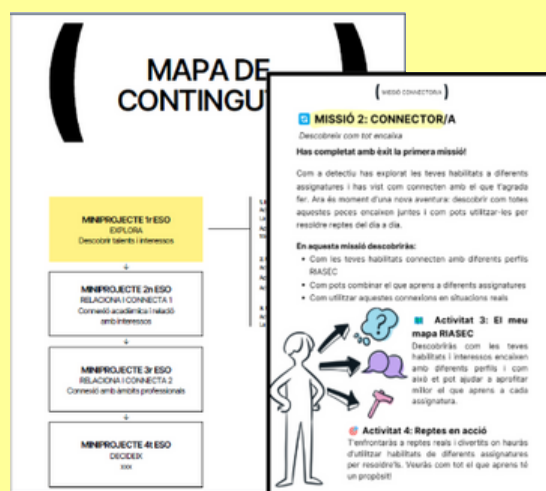 MAPA DE
CONTINGUT
MINIPROJECTE 1r ESO
EXPLORA
Descobrir talents i interessos
MINIPROJECTE 2n ESO
RELACIONA I CONNECTA 1
Connexió acadèmica i relació
amb interessos
MINIPROJECTE 3r ESO
RELACIONA I CONNECTA 2
Connexió amb àmbits professionals
MINIPROJECTE 4t ESO
DECIDEIX
xxx
MISSIÓ CONNECTOR/A
MISSIÓ 2: CONNECTOR/A
Descobreix com tot encaixa
Has completat amb èxit la primera missió!
Com a detectiu has explorat les teves habilitats a diferents
assignatures i has vist com connecten amb el que t'agrada
fer. Ara és moment d'una nova aventura: descobrir com totes
aquestes peces encaixen juntes i com pots utilitzar-les per
resoldre reptes del dia a dia.
En aquesta missió descobriràs:
• Com les teves habilitats connecten amb diferents perfils
RIASEC
• Com pots combinar el que aprens a diferents assignatures
• Com utilitzar aquestes connexions en situacions reals
Activitat 3: El meu
mapa RIASEC
Descobriràs com les teves
habilitats i interessos encaixen
amb diferents perfils i com
això et pot ajudar a aprofitar
millor el que aprens a cada
assignatura.
Activitat 4: Reptes en acció
T'enfrontaràs a reptes reals i divertits on hauràs
d'utilitzar habilitats de diferents assignatures
per resoldre'ls. Veuràs com tot el que aprens té
un propòsit!